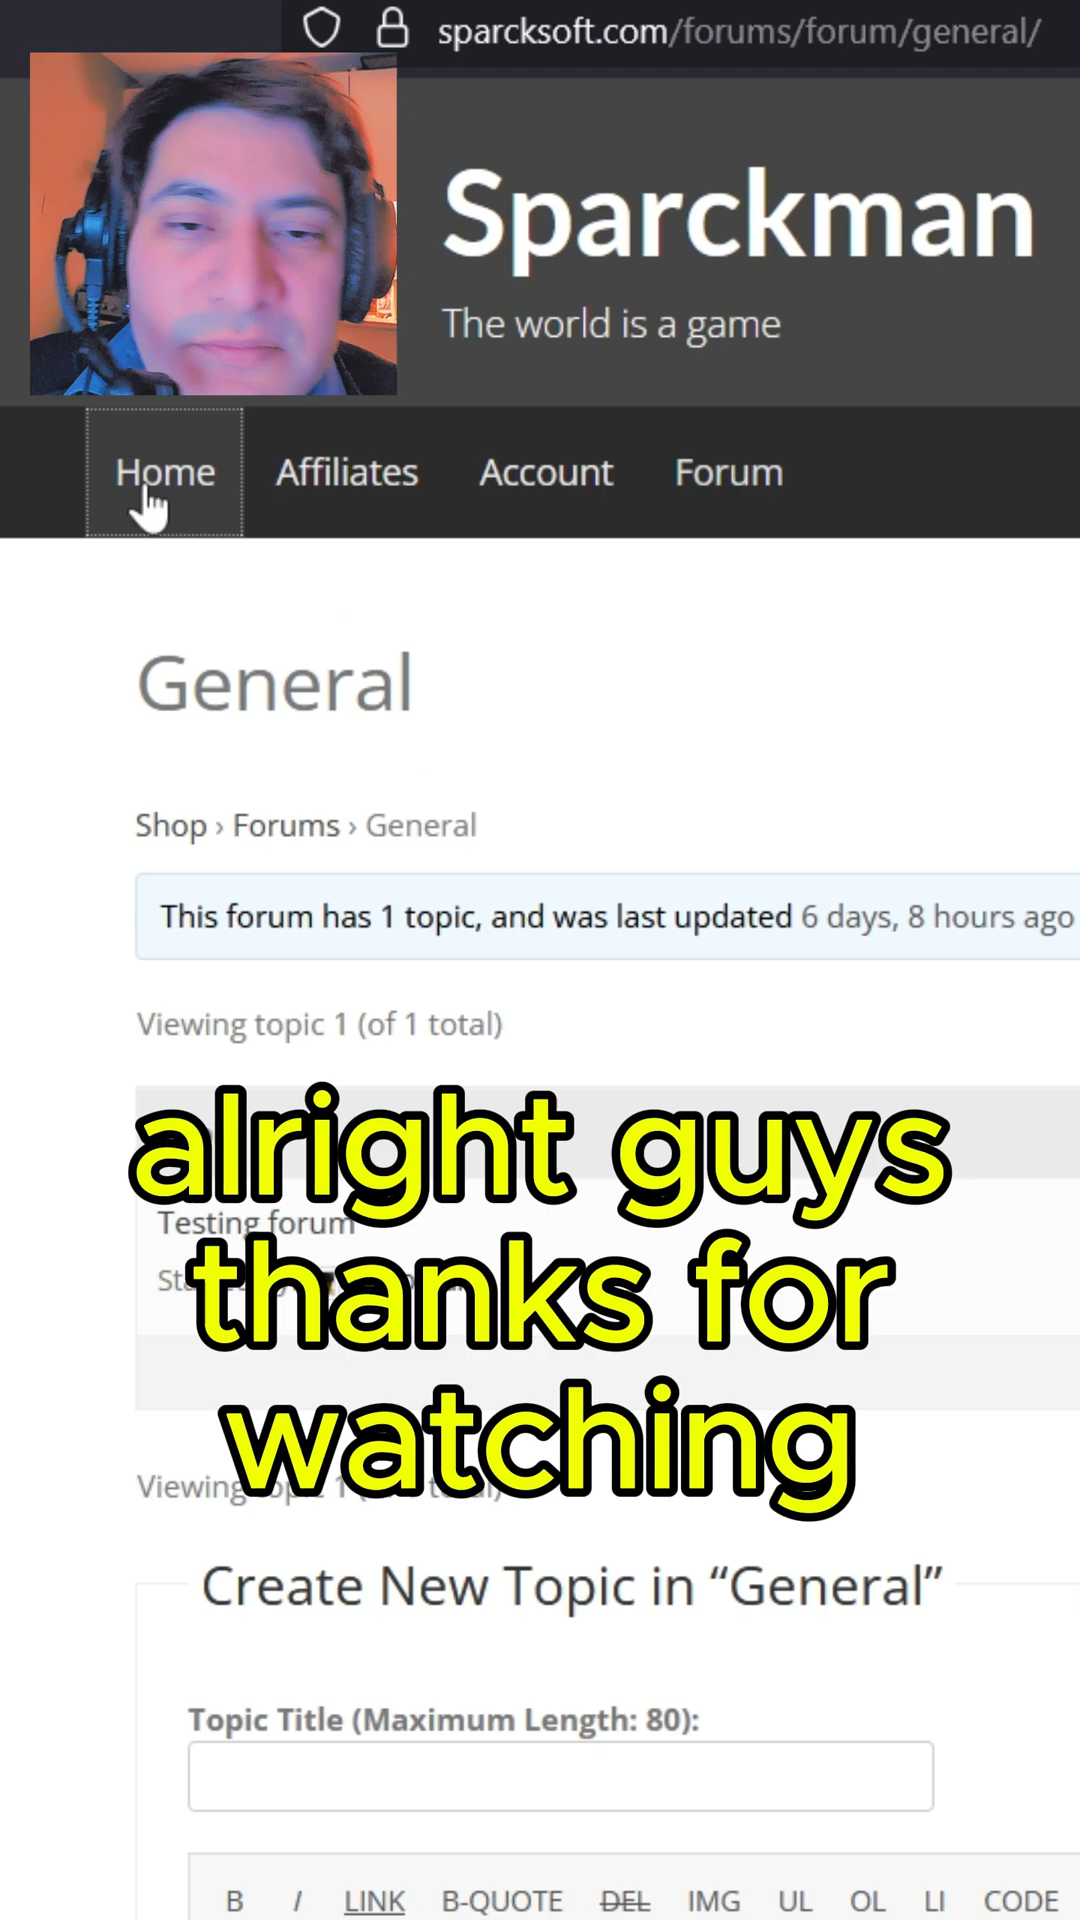 sparcksoft.com/forums/forum/general/
Sparckman
The world is a game
Home Affiliates Account Forum
General
Shop › Forums › General
This forum has 1 topic, and was last updated 6 days, 8 hours ago
Viewing topic 1 (of 1 total)
alright guys
Testing forum
thanks for
watching
Viewing topic 1
Create New Topic in “General”
Topic Title (Maximum Length: 80):
B I LINK B-QUOTE DEL IMG UL OL LI CODE